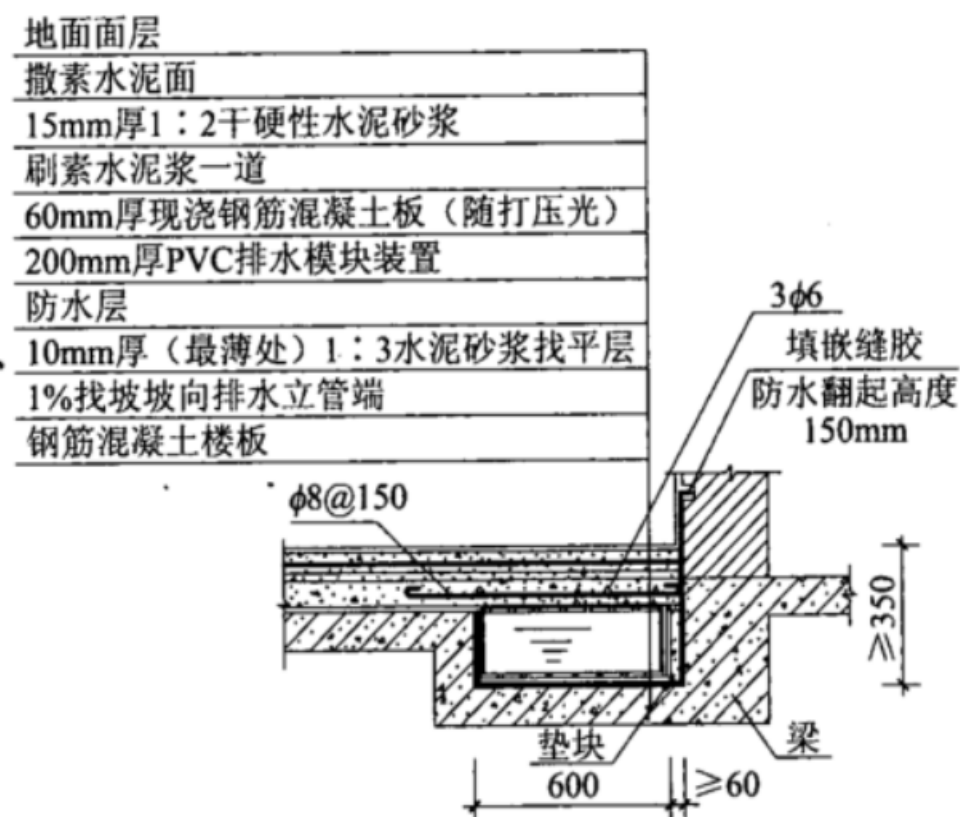 地面面层
撒素水泥面
15mm厚1：2干硬性水泥砂浆
刷素水泥浆一道
60mm厚现浇钢筋混凝土板（随打压光）
200mm厚PVC排水模块装置
防水层
10mm厚（最薄处）1：3水泥砂浆找平层
1%找坡坡向排水立管端
钢筋混凝土楼板
3ϕ6
填嵌缝胶
防水翻起高度
150mm
ϕ8@150
≥350
垫块
梁
600
≥60